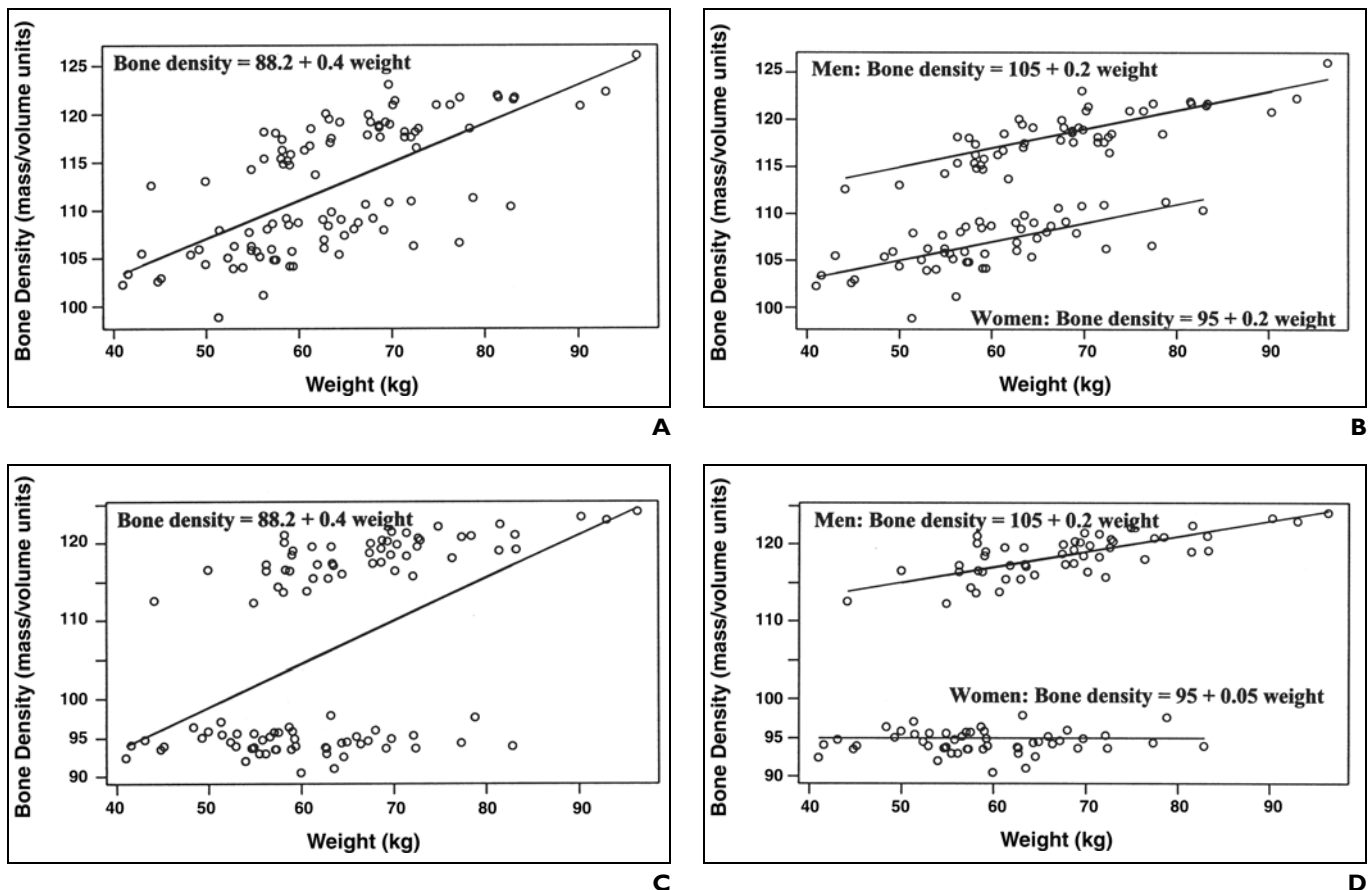 Bone Density (mass/volume units)
Bone density = 88.2 + 0.4 weight
125
120
115
110
105
100
40 50 60 70 80 90
Weight (kg)
A
Bone Density (mass/volume units)
Men: Bone density = 105 + 0.2 weight
125
120
115
110
105
100
Women: Bone density = 95 + 0.2 weight
40 50 60 70 80 90
Weight (kg)
B
Bone Density (mass/volume units)
Bone density = 88.2 + 0.4 weight
120
110
100
95
90
40 50 60 70 80 90
Weight (kg)
C
Bone Density (mass/volume units)
Men: Bone density = 105 + 0.2 weight
120
110
Women: Bone density = 95 + 0.05 weight
100
95
90
40 50 60 70 80 90
Weight (kg)
D